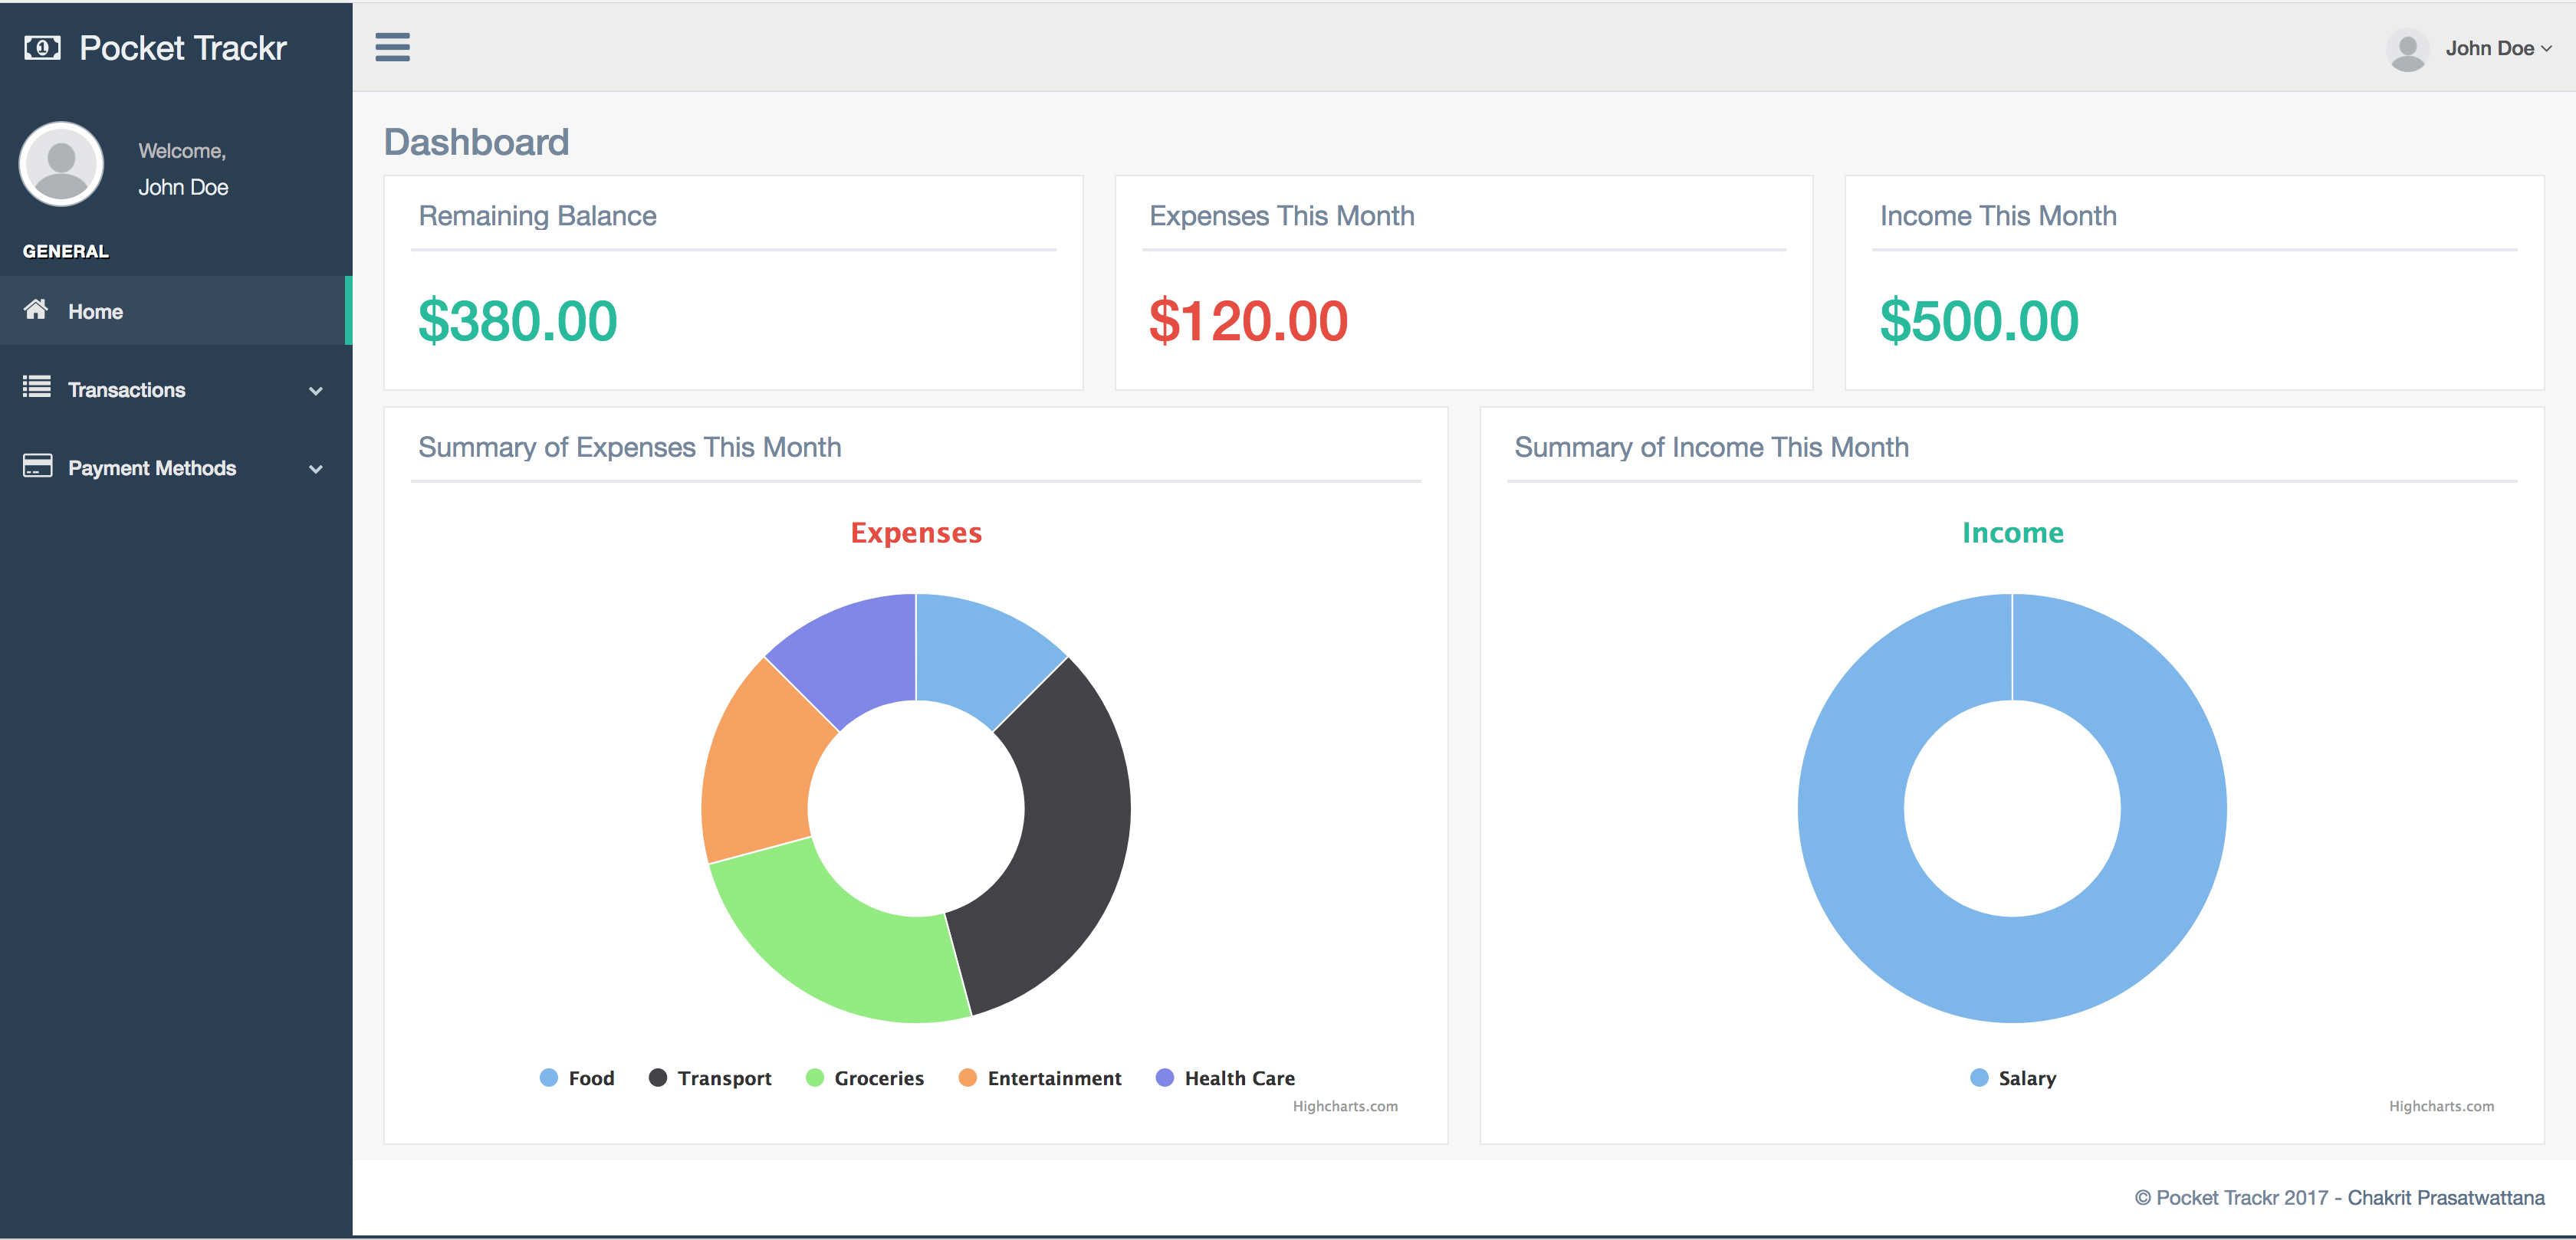 Pocket Trackr
John Doe
Welcome,
John Doe
GENERAL
Home
Transactions
Payment Methods
Dashboard
Remaining Balance
$380.00
Expenses This Month
$120.00
Income This Month
$500.00
Summary of Expenses This Month
Expenses
Food Transport Groceries Entertainment Health Care
Highcharts.com
Summary of Income This Month
Income
Salary
Highcharts.com
© Pocket Trackr 2017 - Chakrit Prasatwattana